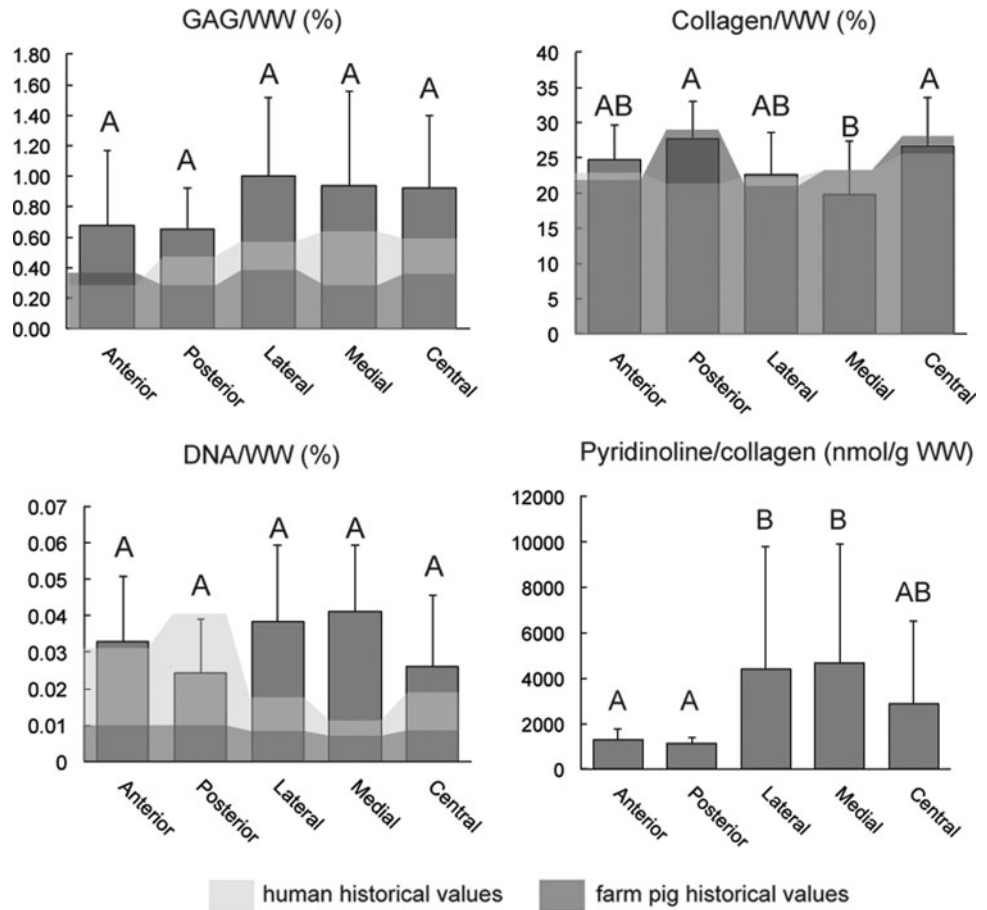 GAG/WW (%)
1.80
1.60
1.40
1.20
1.00
0.80
0.60
0.40
0.20
0.00
A
A
A
A
A
Anterior
Posterior
Lateral
Medial
Central
Collagen/WW (%)
40
35
30
25
20
15
10
5
0
AB
A
AB
B
A
Anterior
Posterior
Lateral
Medial
Central
DNA/WW (%)
0.07
0.06
0.05
0.04
0.03
0.02
0.01
0
A
A
A
A
A
Anterior
Posterior
Lateral
Medial
Central
Pyridinoline/collagen (nmol/g WW)
12000
10000
8000
6000
4000
2000
0
A
A
B
B
AB
Anterior
Posterior
Lateral
Medial
Central
human historical values
farm pig historical values